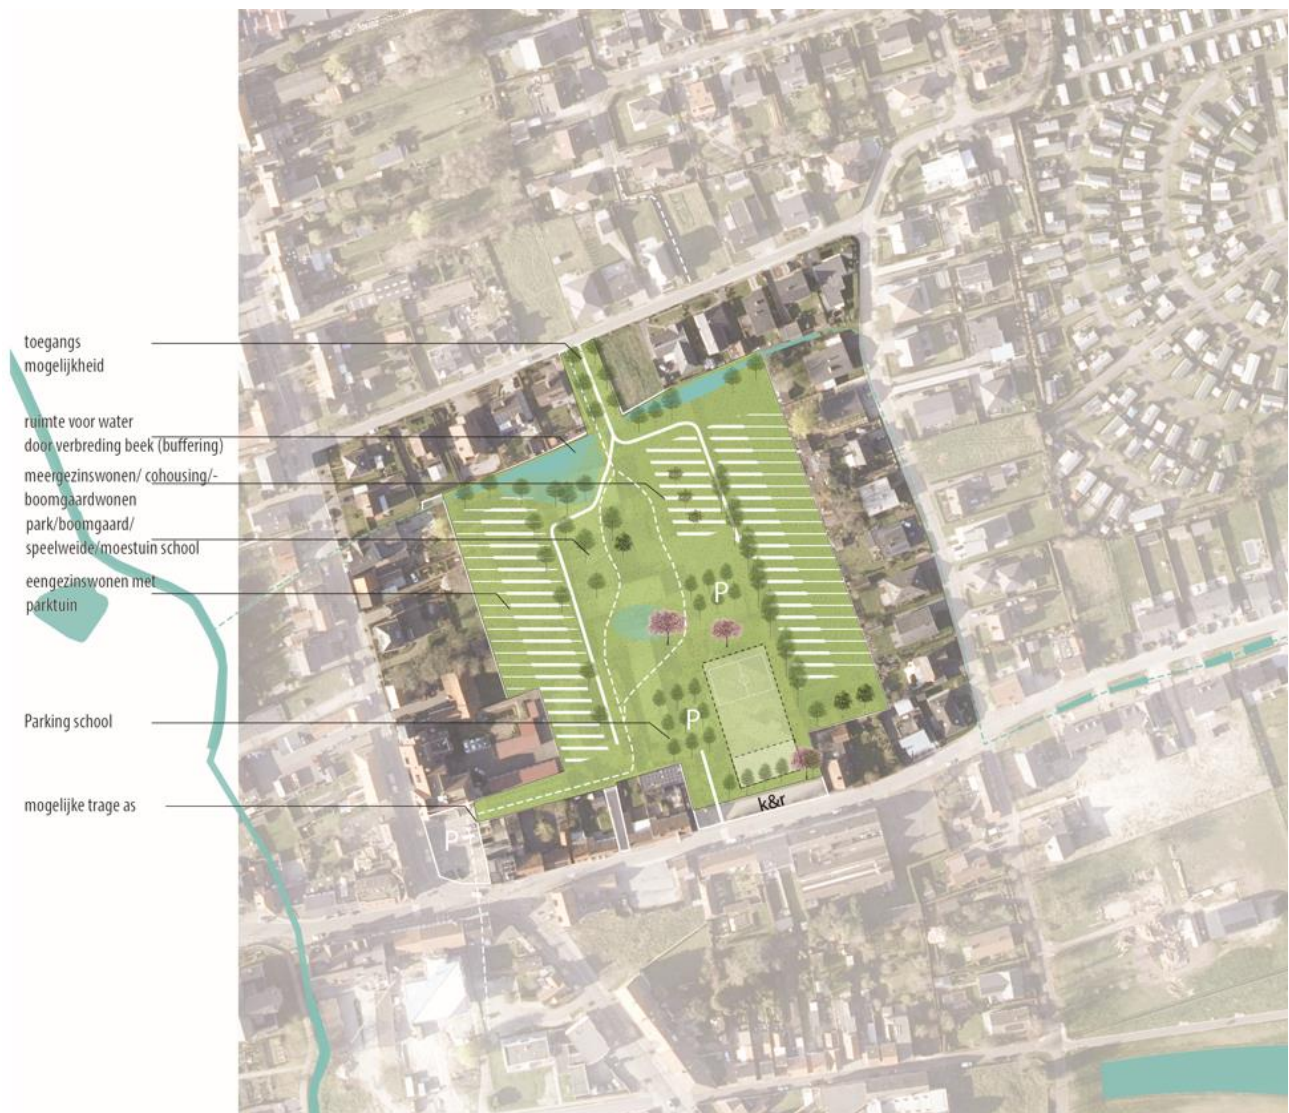 toegangs
mogelijkheid
ruimte voor water
door verbreding beek (buffering)
meergezinswonen/ cohousing/-
boomgaardwonen
park/boomgaard/
speelweide/moestuin school
eengezinswonen met
parktuin
P
Parking school
P
mogelijke trage as
k&r
P